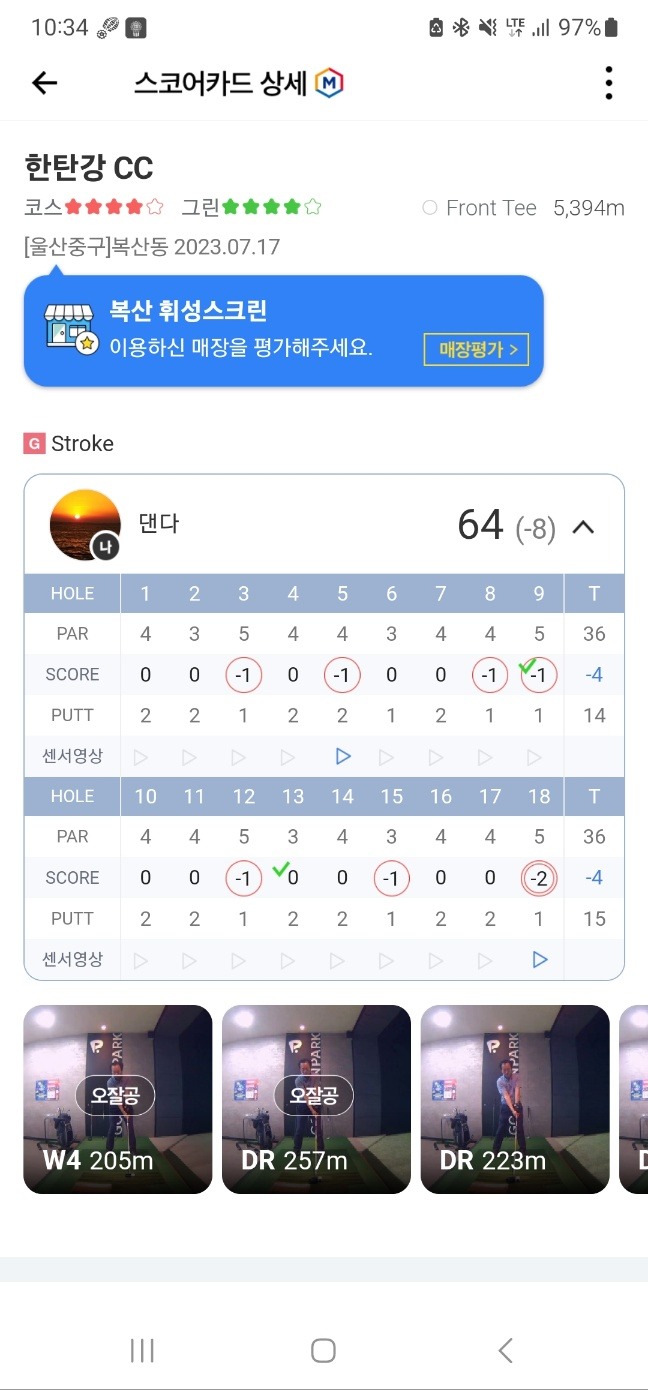 10:34 LTE 97%
스코어카드 상세 M
한탄강 CC
코스 그린 Front Tee 5,394m
[울산중구]복산동 2023.07.17
복산 휘성스크린
이용하신 매장을 평가해주세요. 매장평가 >
G Stroke
나 댄다 64 (-8)
HOLE 1 2 3 4 5 6 7 8 9 T
PAR 4 3 5 4 4 3 4 4 5 36
SCORE 0 0 -1 0 -1 0 0 -1 -1 -4
PUTT 2 2 1 2 2 1 2 1 1 14
센서영상
HOLE 10 11 12 13 14 15 16 17 18 T
PAR 4 4 5 3 4 3 4 4 5 36
SCORE 0 0 -1 0 0 -1 0 0 -2 -4
PUTT 2 2 1 2 2 1 2 2 1 15
센서영상
오잘공 오잘공
W4 205m DR 257m DR 223m